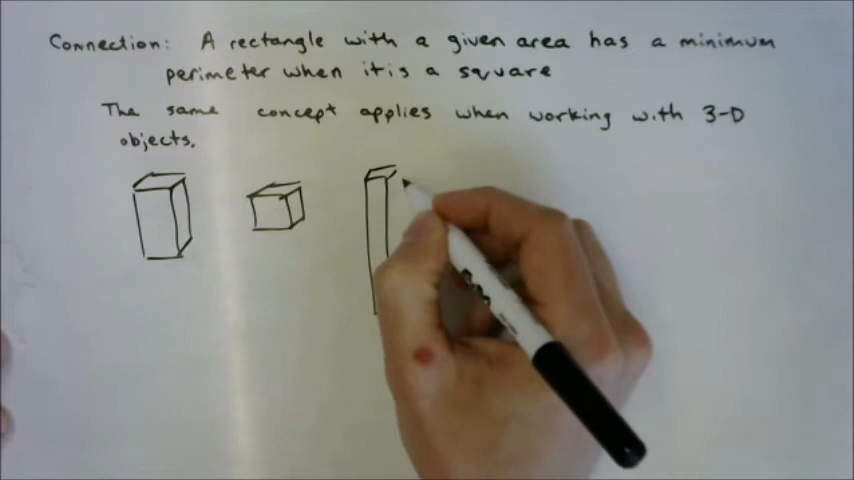 Connection: A rectangle with a given area has a minimum
perimeter when it is a square
The same concept applies when working with 3-D
objects.